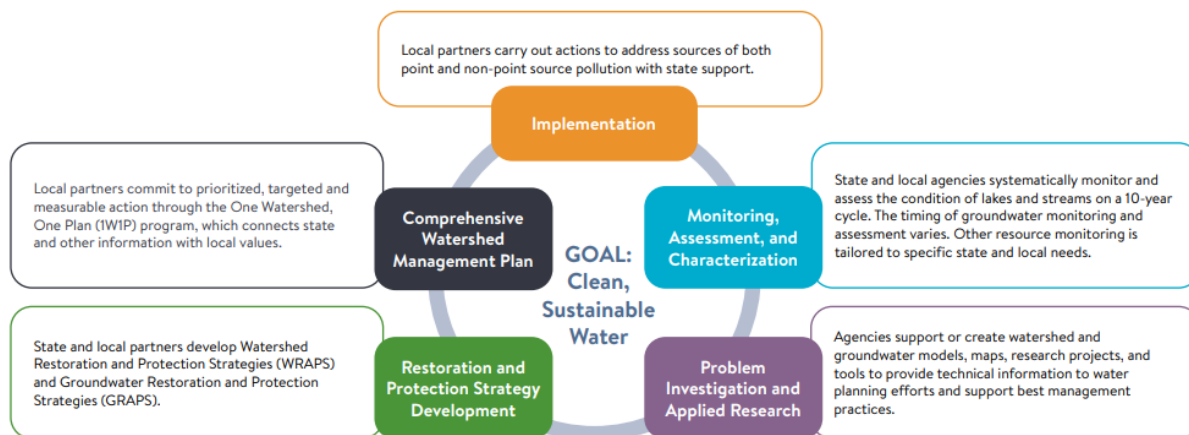 Local partners carry out actions to address sources of both
point and non-point source pollution with state support.
Implementation
Local partners commit to prioritized, targeted and
measurable action through the One Watershed,
One Plan (1W1P) program, which connects state
and other information with local values.
Comprehensive
Watershed
Management Plan
GOAL:
Clean,
Sustainable
Water
Monitoring,
Assessment, and
Characterization
State and local agencies systematically monitor and
assess the condition of lakes and streams on a 10-year
cycle. The timing of groundwater monitoring and
assessment varies. Other resource monitoring is
tailored to specific state and local needs.
State and local partners develop Watershed
Restoration and Protection Strategies (WRAPS)
and Groundwater Restoration and Protection
Strategies (GRAPS).
Restoration and
Protection Strategy
Development
Problem
Investigation and
Applied Research
Agencies support or create watershed and
groundwater models, maps, research projects, and
tools to provide technical information to water
planning efforts and support best management
practices.